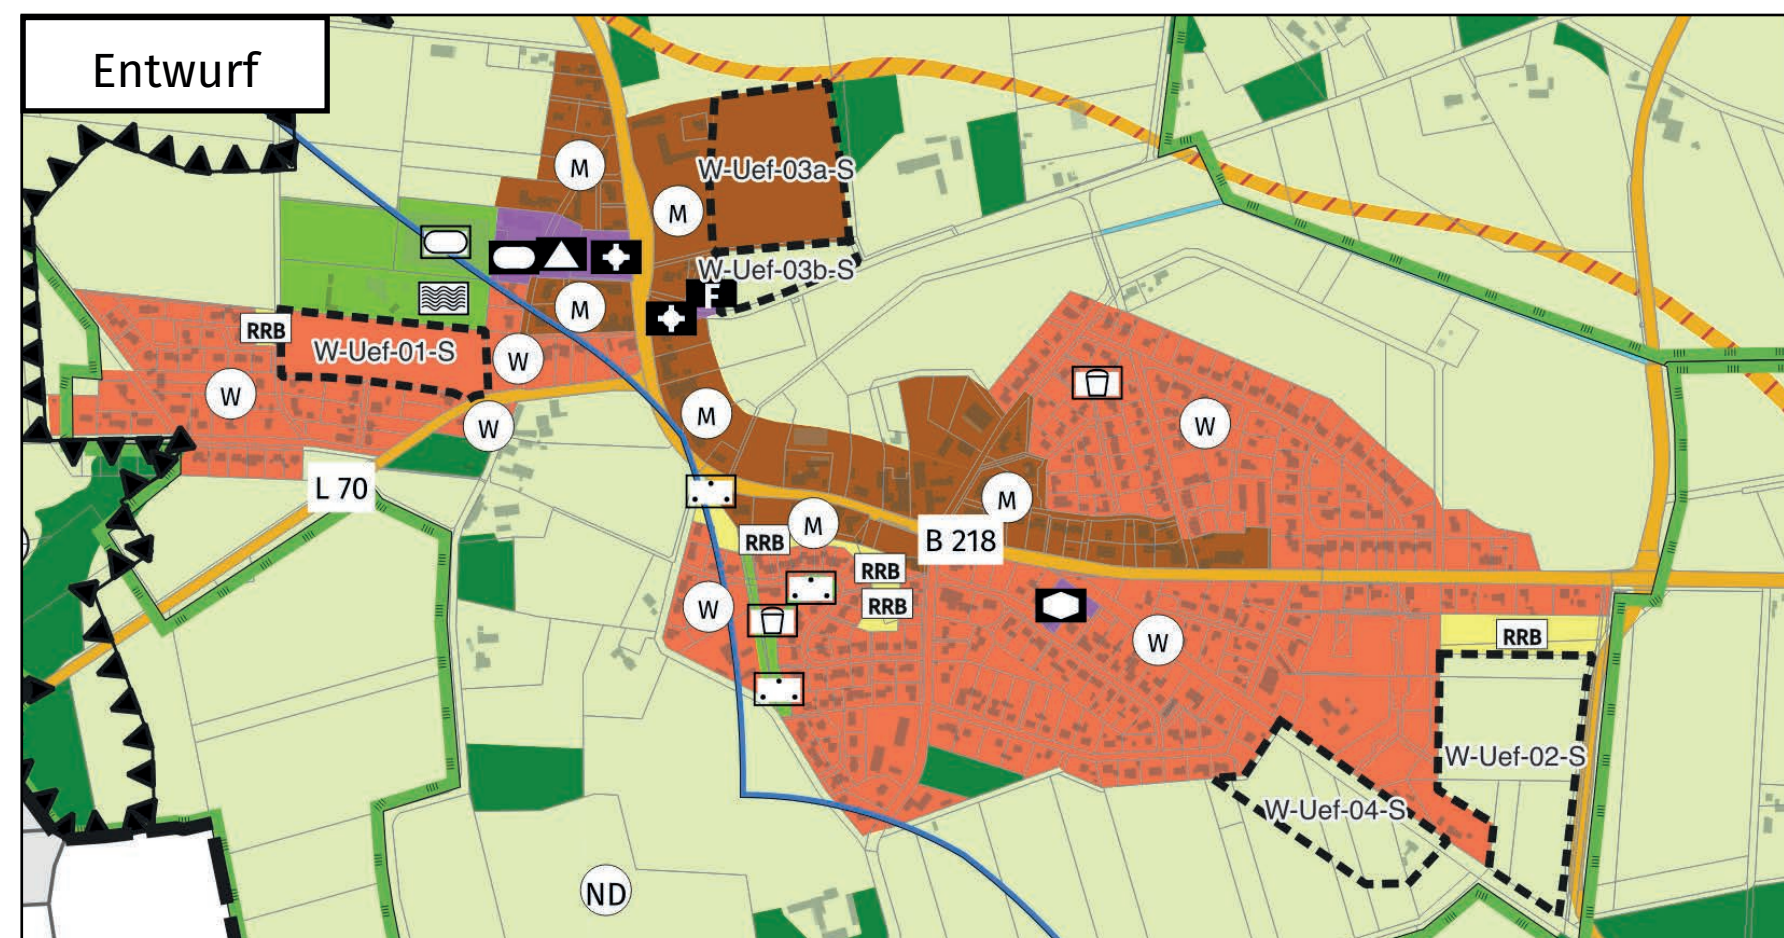 Entwurf
M
W-Uef-03a-S
M
W-Uef-03b-S
F
M
RRB
W-Uef-01-S
W
W
M
W
W
L 70
M
M
RRB
B 218
RRB
RRB
W
W
RRB
W-Uef-02-S
W-Uef-04-S
ND